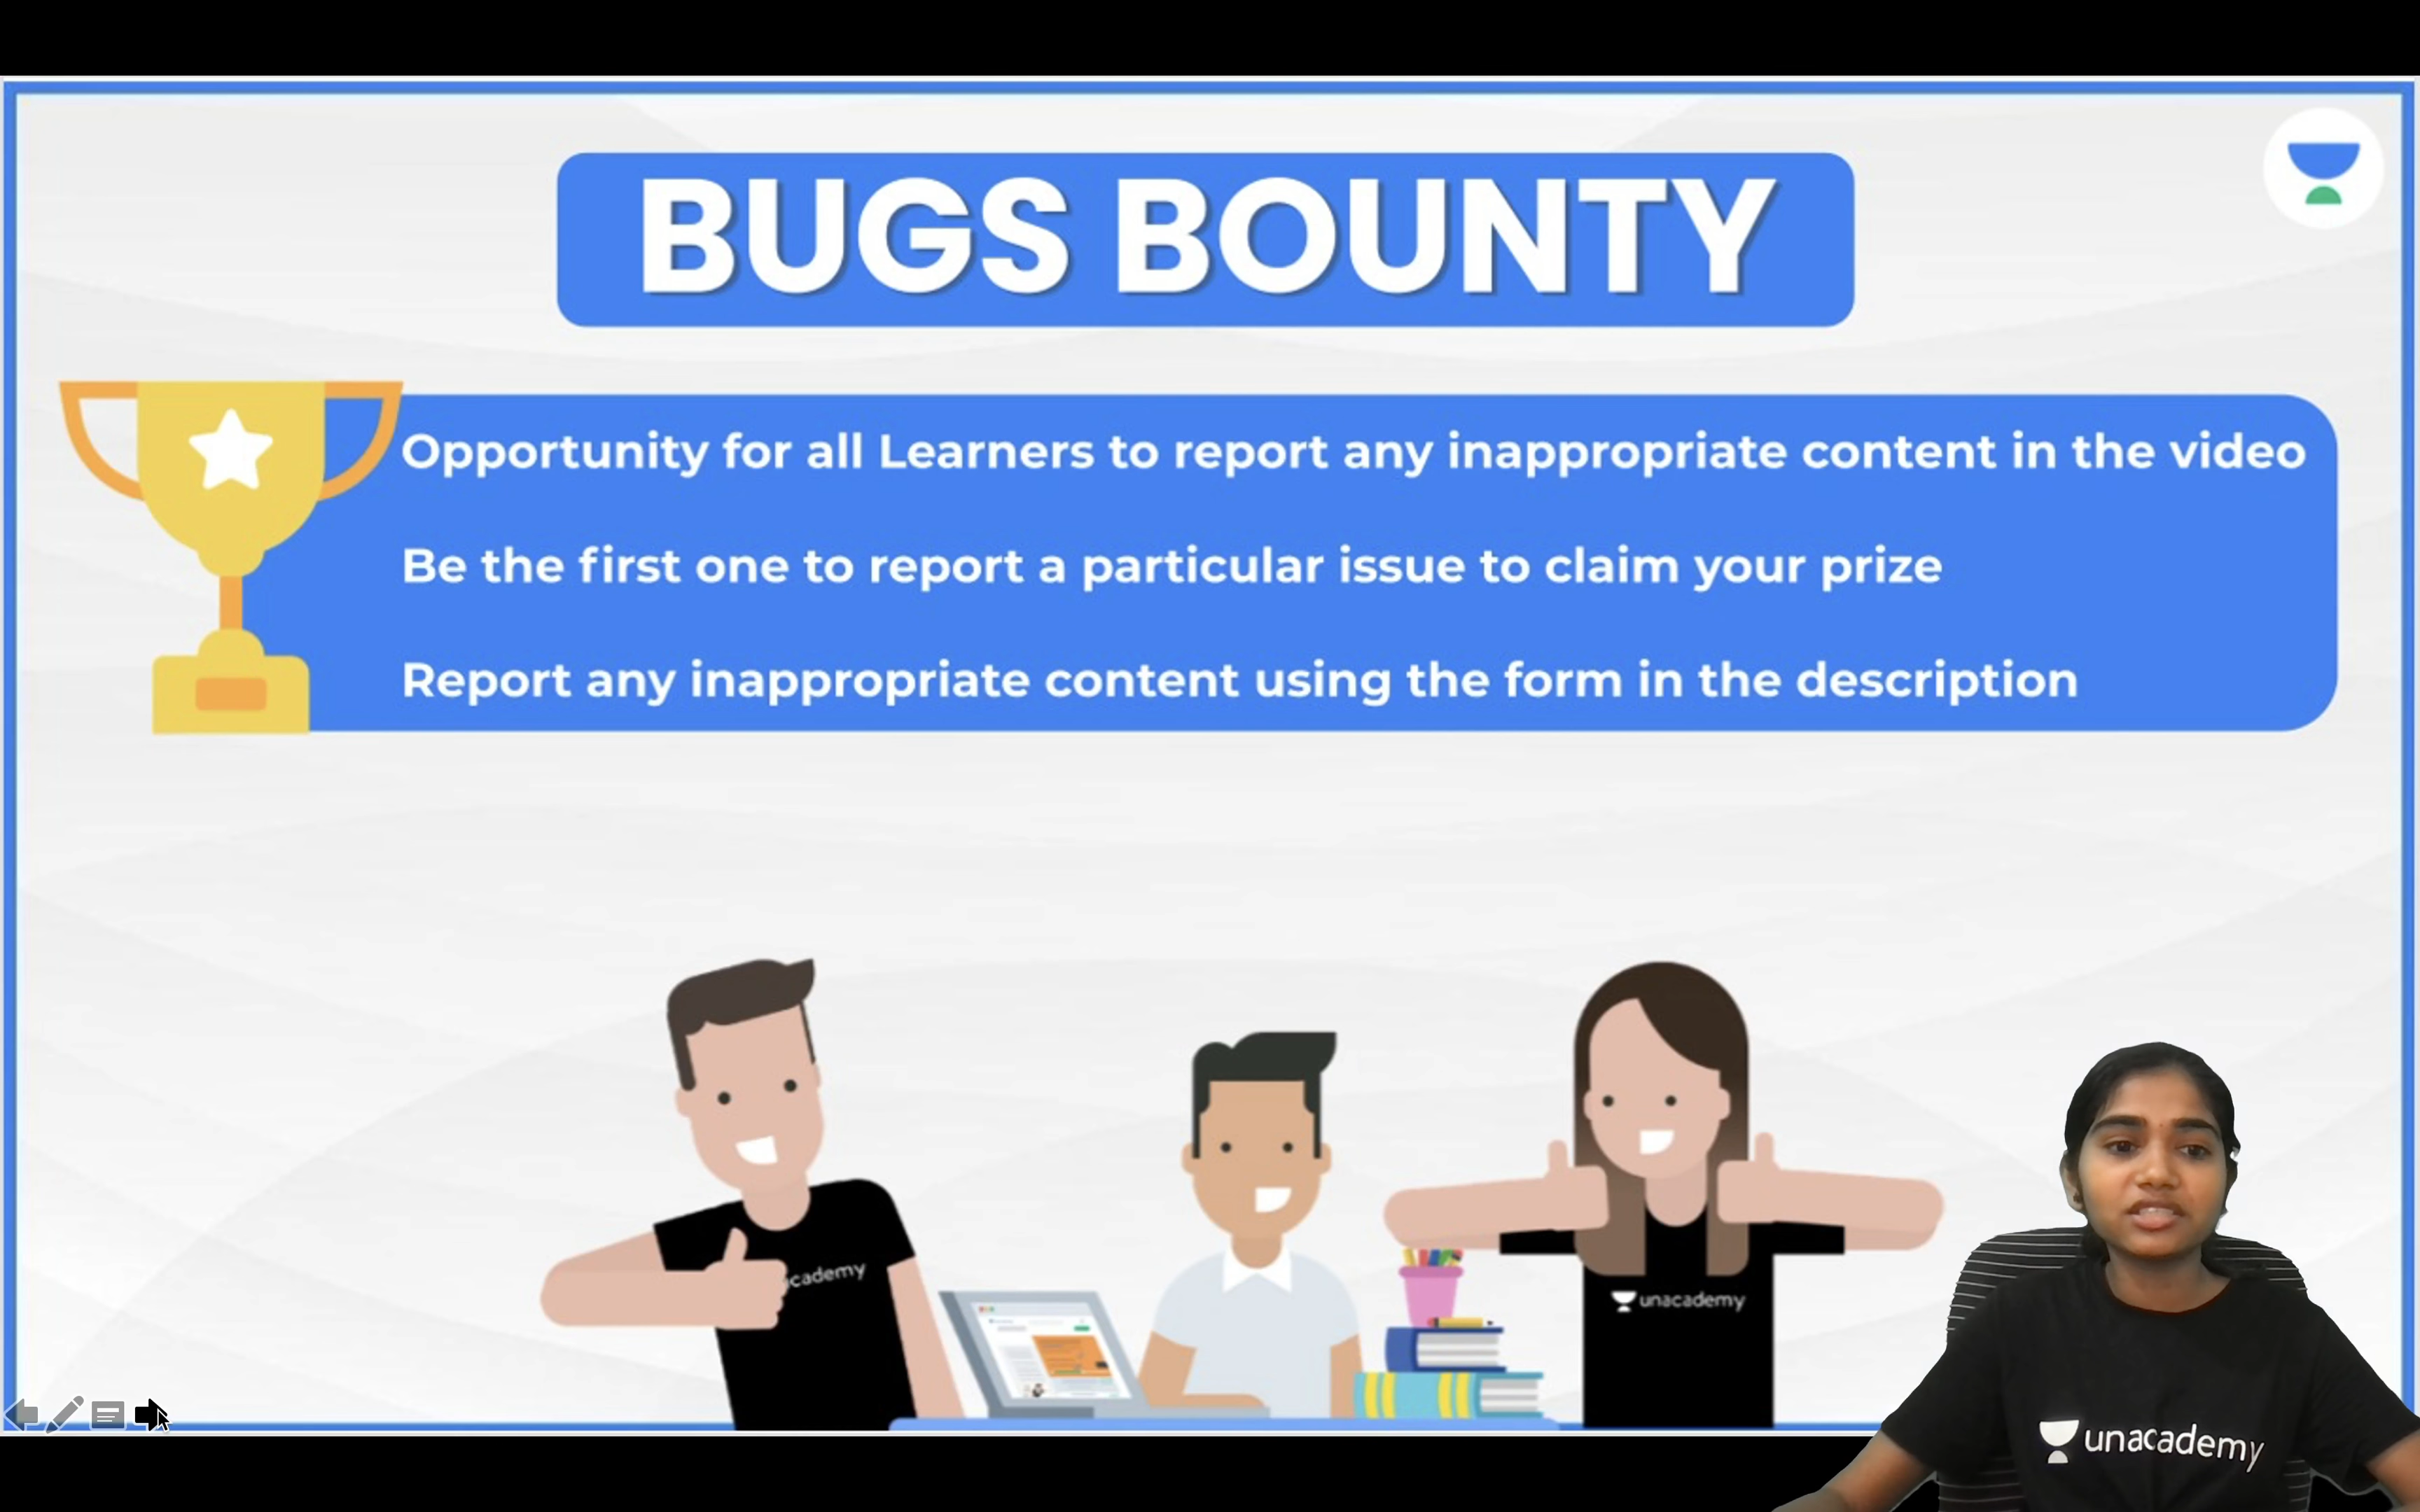 BUGS BOUNTY
Opportunity for all Learners to report any inappropriate content in the video
Be the first one to report a particular issue to claim your prize
Report any inappropriate content using the form in the description
cademy
unacademy
unacademy